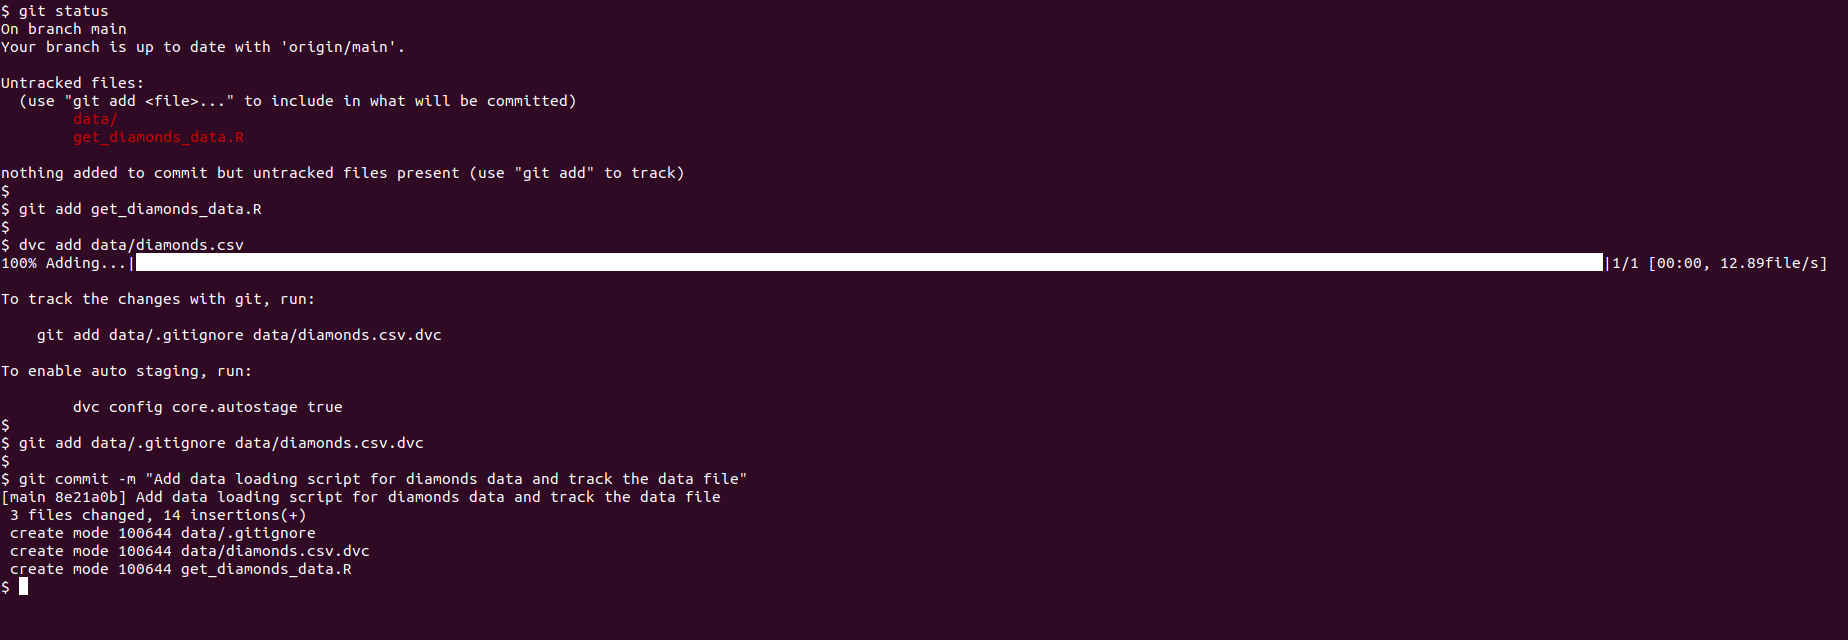 $ git status
On branch main
Your branch is up to date with 'origin/main'.
Untracked files:
  (use "git add <file>..." to include in what will be committed)
        data/
        get_diamonds_data.R
nothing added to commit but untracked files present (use "git add" to track)
$
$ git add get_diamonds_data.R
$
$ dvc add data/diamonds.csv
100% Adding...| |1/1 [00:00, 12.89file/s]
To track the changes with git, run:
    git add data/.gitignore data/diamonds.csv.dvc
To enable auto staging, run:
        dvc config core.autostage true
$
$ git add data/.gitignore data/diamonds.csv.dvc
$
$ git commit -m "Add data loading script for diamonds data and track the data file"
[main 8e21a0b] Add data loading script for diamonds data and track the data file
 3 files changed, 14 insertions(+)
 create mode 100644 data/.gitignore
 create mode 100644 data/diamonds.csv.dvc
 create mode 100644 get_diamonds_data.R
$